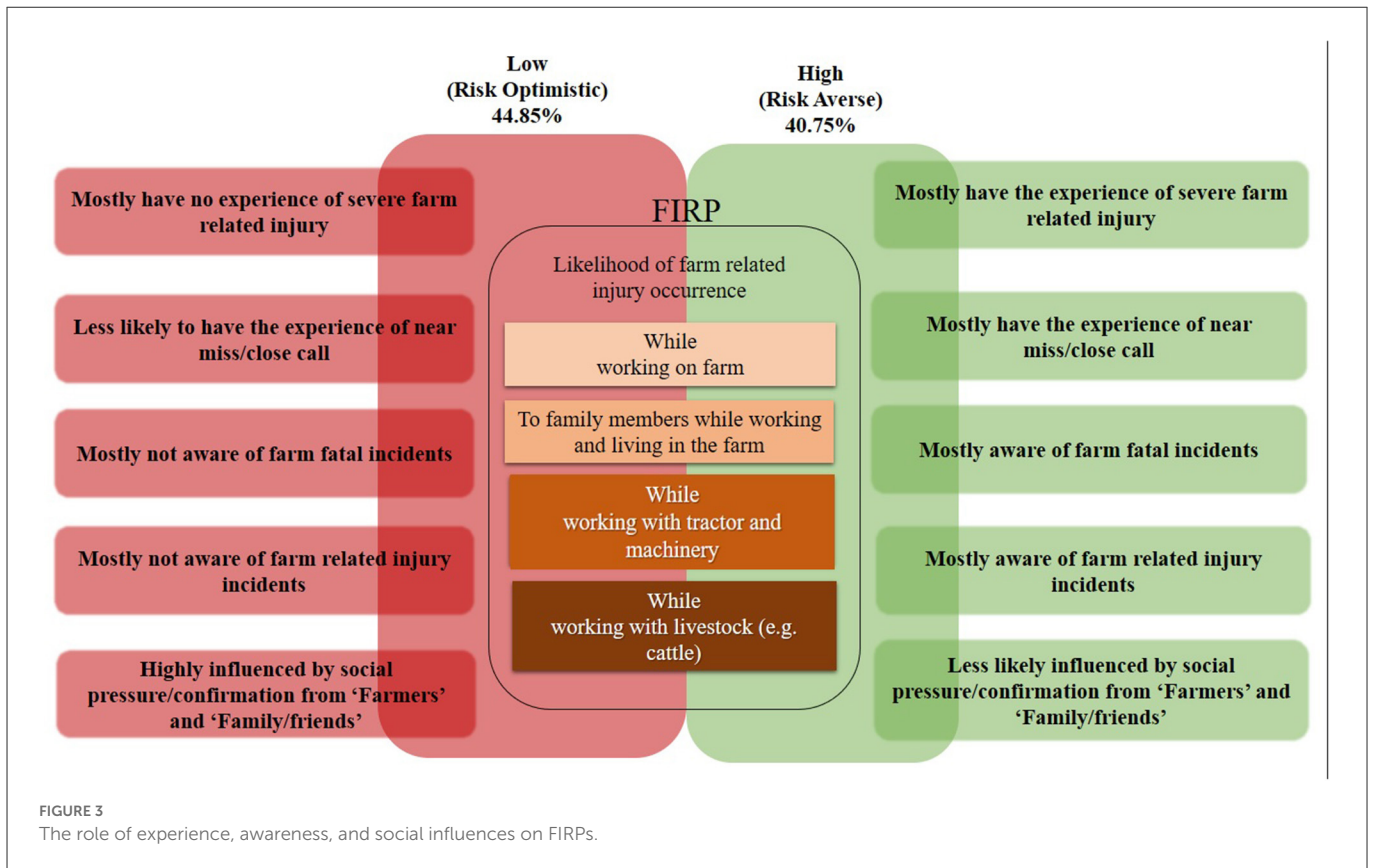 Low
(Risk Optimistic)
44.85%
High
(Risk Averse)
40.75%
Mostly have no experience of severe farm
related injury
Less likely to have the experience of near
miss/close call
Mostly not aware of farm fatal incidents
Mostly not aware of farm related injury
incidents
Highly influenced by social
pressure/confirmation from ‘Farmers’
and ‘Family/friends’
FIRP
Likelihood of farm related
injury occurrence
While
working on farm
To family members while working
and living in the farm
While
working with tractor and
machinery
While
working with livestock (e.g.
cattle)
Mostly have the experience of severe farm
related injury
Mostly have the experience of near
miss/close call
Mostly aware of farm fatal incidents
Mostly aware of farm related injury
incidents
Less likely influenced by social
pressure/confirmation from ‘Farmers’ and
‘Family/friends’
FIGURE 3
The role of experience, awareness, and social influences on FIRPs.